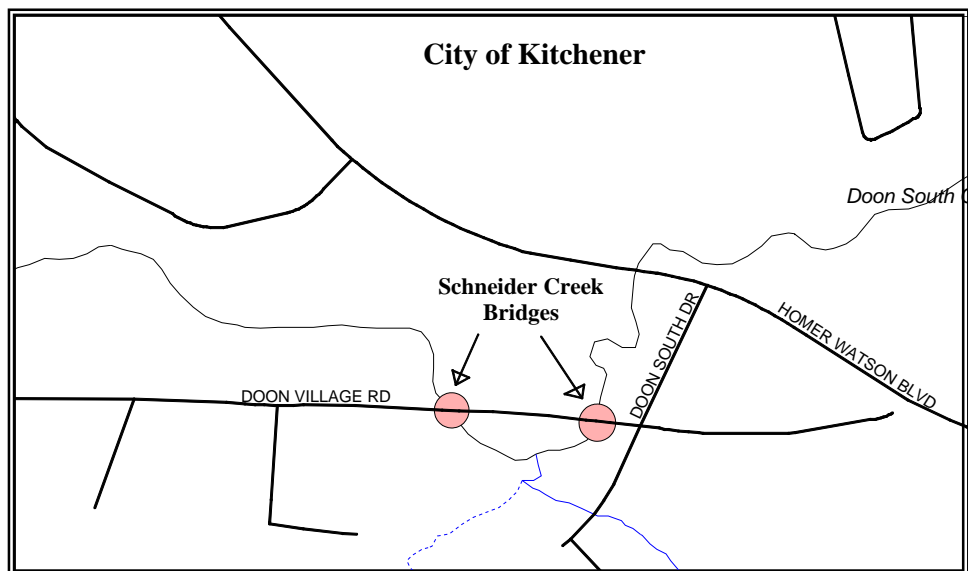 City of Kitchener
Doon South C
Schneider Creek
Bridges
DOON SOUTH DR
HOMER WATSON BLVD
DOON VILLAGE RD